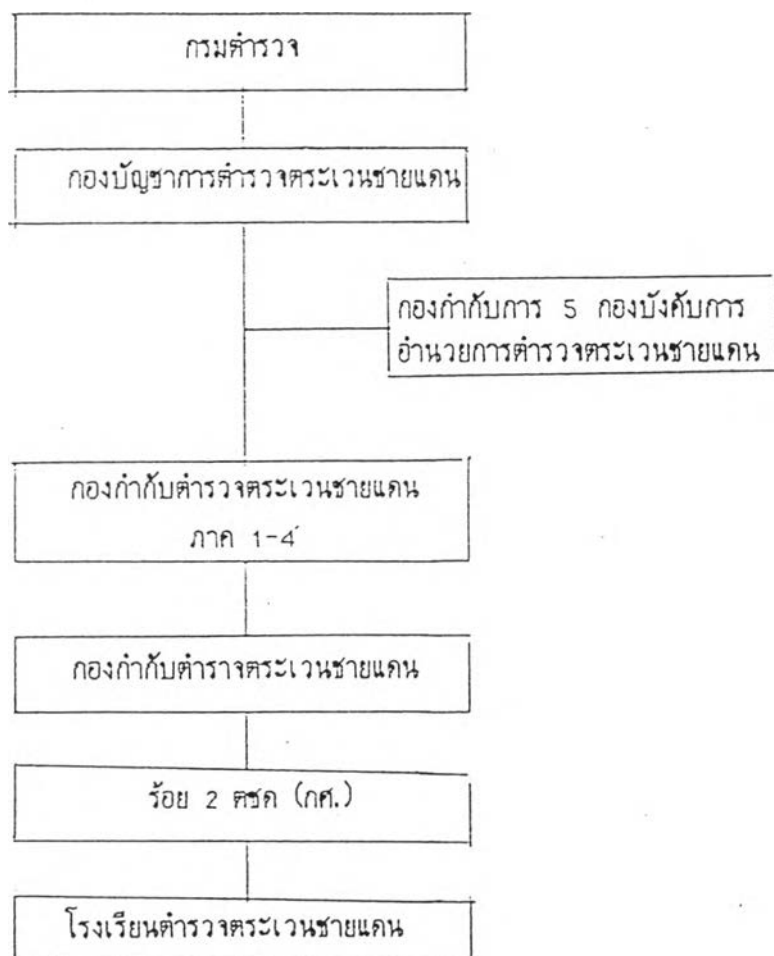 กรมตำรวจ
กองบัญชาการตำรวจตระเวนชายแดน
กองกำกับการ 5 กองบังคับการ
อำนวยการตำรวจตระเวนชายแดน
กองกำกับตำรวจตระเวนชายแดน
ภาค 1-4
กองกำกับตำราจตระเวนชายแดน
ร้อย 2 ตชด (กศ.)
โรงเรียนตำรวจตระเวนชายแดน